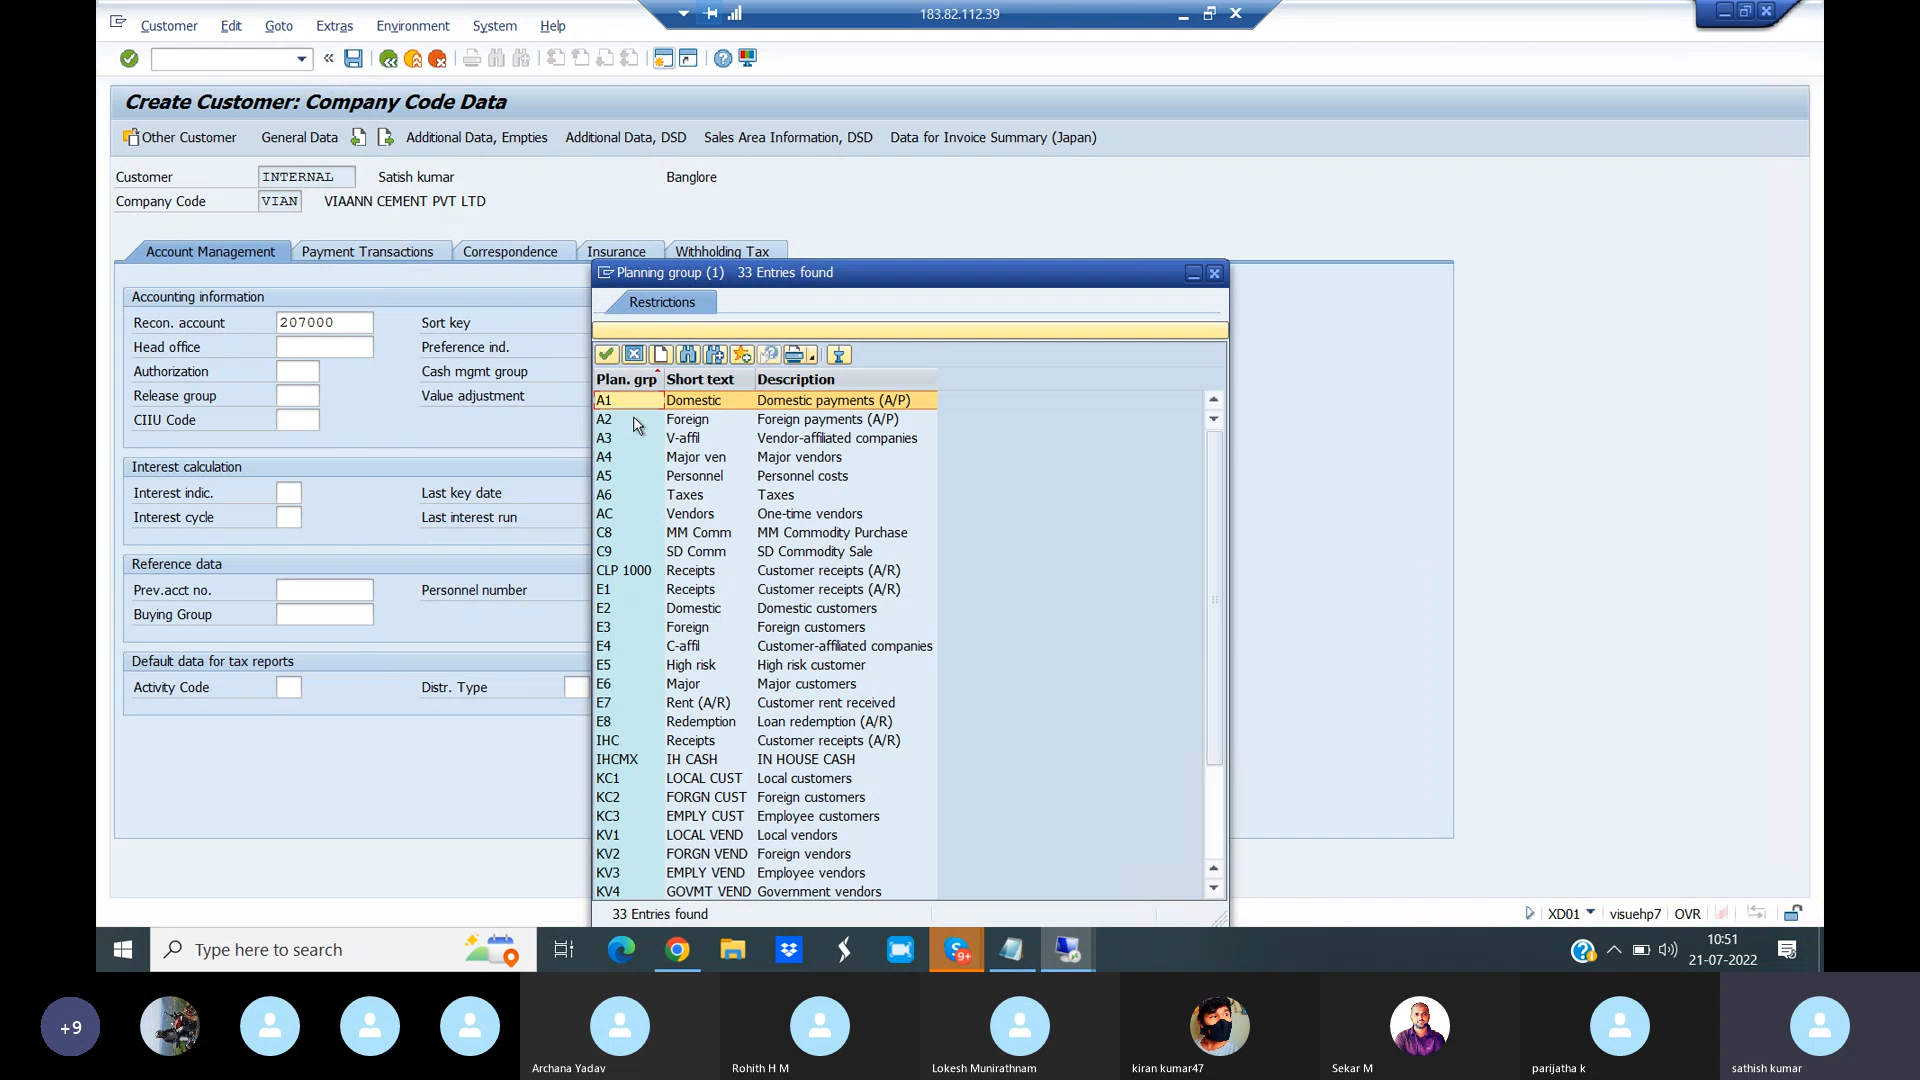 183.82.112.39
Customer Edit Goto Extras Environment System Help
«
Create Customer: Company Code Data
Other Customer General Data Additional Data, Empties Additional Data, DSD Sales Area Information, DSD Data for Invoice Summary (Japan)
Customer INTERNAL Satish kumar Banglore
Company Code VIAN VIAANN CEMENT PVT LTD
Account Management Payment Transactions Correspondence Insurance Withholding Tax
Accounting information
Recon. account 207000 Sort key
Head office Preference ind.
Authorization Cash mgmt group
Release group Value adjustment
CIIU Code
Interest calculation
Interest indic. Last key date
Interest cycle Last interest run
Reference data
Prev.acct no. Personnel number
Buying Group
Default data for tax reports
Activity Code Distr. Type
Planning group (1) 33 Entries found
Restrictions
Plan. grp Short text Description
A1 Domestic Domestic payments (A/P)
A2 Foreign Foreign payments (A/P)
A3 V-affil Vendor-affiliated companies
A4 Major ven Major vendors
A5 Personnel Personnel costs
A6 Taxes Taxes
AC Vendors One-time vendors
C8 MM Comm MM Commodity Purchase
C9 SD Comm SD Commodity Sale
CLP 1000 Receipts Customer receipts (A/R)
E1 Receipts Customer receipts (A/R)
E2 Domestic Domestic customers
E3 Foreign Foreign customers
E4 C-affil Customer-affiliated companies
E5 High risk High risk customer
E6 Major Major customers
E7 Rent (A/R) Customer rent received
E8 Redemption Loan redemption (A/R)
IHC Receipts Customer receipts (A/R)
IHCMX IH CASH IN HOUSE CASH
KC1 LOCAL CUST Local customers
KC2 FORGN CUST Foreign customers
KC3 EMPLY CUST Employee customers
KV1 LOCAL VEND Local vendors
KV2 FORGN VEND Foreign vendors
KV3 EMPLY VEND Employee vendors
KV4 GOVMT VEND Government vendors
33 Entries found
XD01 visuehp7 OVR
Type here to search
9+
10:51
21-07-2022
+9
Archana Yadav Rohith H M Lokesh Munirathnam kiran kumar47 Sekar M parijatha k sathish kumar